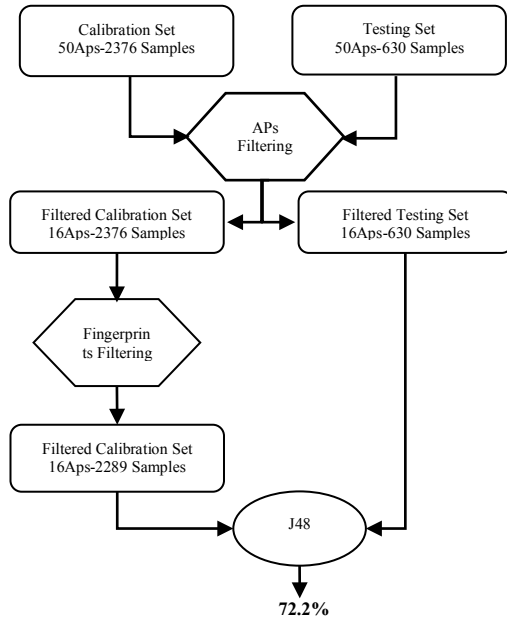 Calibration Set
50Aps-2376 Samples
Testing Set
50Aps-630 Samples
APs
Filtering
Filtered Calibration Set
16Aps-2376 Samples
Filtered Testing Set
16Aps-630 Samples
Fingerprin
ts Filtering
Filtered Calibration Set
16Aps-2289 Samples
J48
72.2%